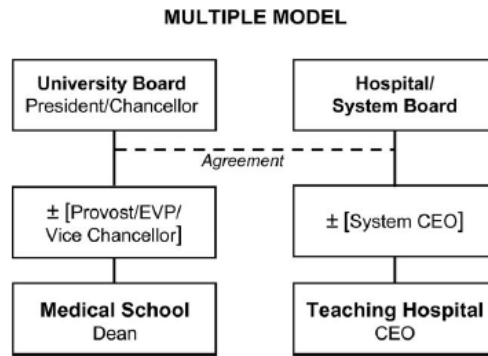 MULTIPLE MODEL
University Board
President/Chancellor
Hospital/
System Board
Agreement
± [Provost/EVP/
Vice Chancellor]
± [System CEO]
Medical School
Dean
Teaching Hospital
CEO